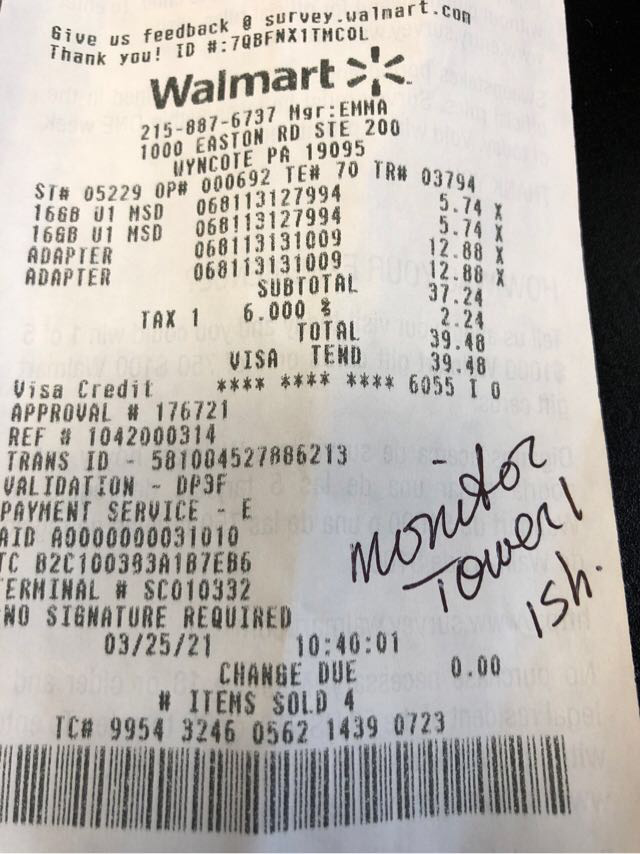 Give us feedback @ survey.walmart.com
Thank you! ID #:7QBFNX1TMCOL
Walmart
215-887-6737 Mgr:EMMA
1000 EASTON RD STE 200
WYNCOTE PA 19095
ST# 05229 OP# 000692 TE# 70 TR# 03794
16GB U1 MSD 068113127994 5.74 X
16GB U1 MSD 068113127994 5.74 X
ADAPTER 068113131009 12.88 X
ADAPTER 068113131009 12.88 X
SUBTOTAL 37.24
TAX 1 6.000 % 2.24
TOTAL 39.48
VISA TEND 39.48
Visa Credit **** **** **** 6055 I 0
APPROVAL # 176721
REF # 1042000314
TRANS ID - 581084527886213
VALIDATION - DP3F
PAYMENT SERVICE - E
AID A0000000031010
TC B2C100393A1B7EB6
TERMINAL # SC010332
*NO SIGNATURE REQUIRED
03/25/21 10:46:01
CHANGE DUE 0.00
# ITEMS SOLD 4
TC# 9954 3246 0562 1439 0723
monitor
Tower/
ish.